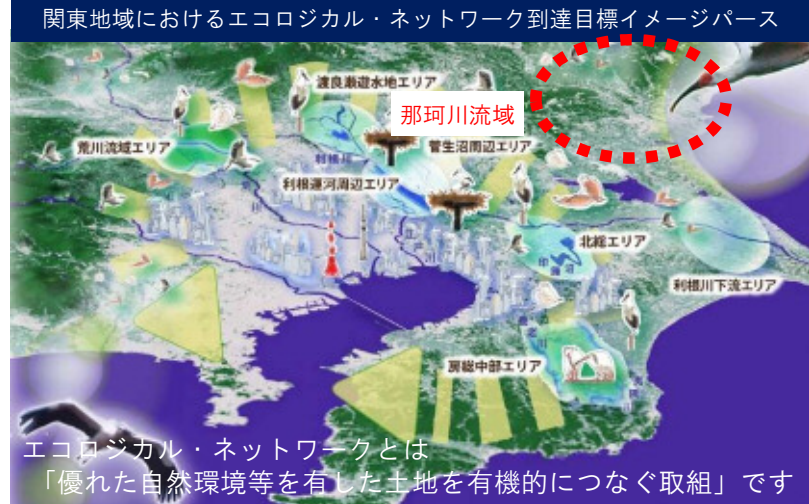 関東地域におけるエコロジカル・ネットワーク到達目標イメージパース
渡良瀬遊水地エリア
那珂川流域
荒川流域エリア
利根川
菅生沼周辺エリア
利根運河周辺エリア
北総エリア
印旛沼
利根川下流エリア
房総中部エリア
エコロジカル・ネットワークとは
「優れた自然環境等を有した土地を有機的につなぐ取組」です